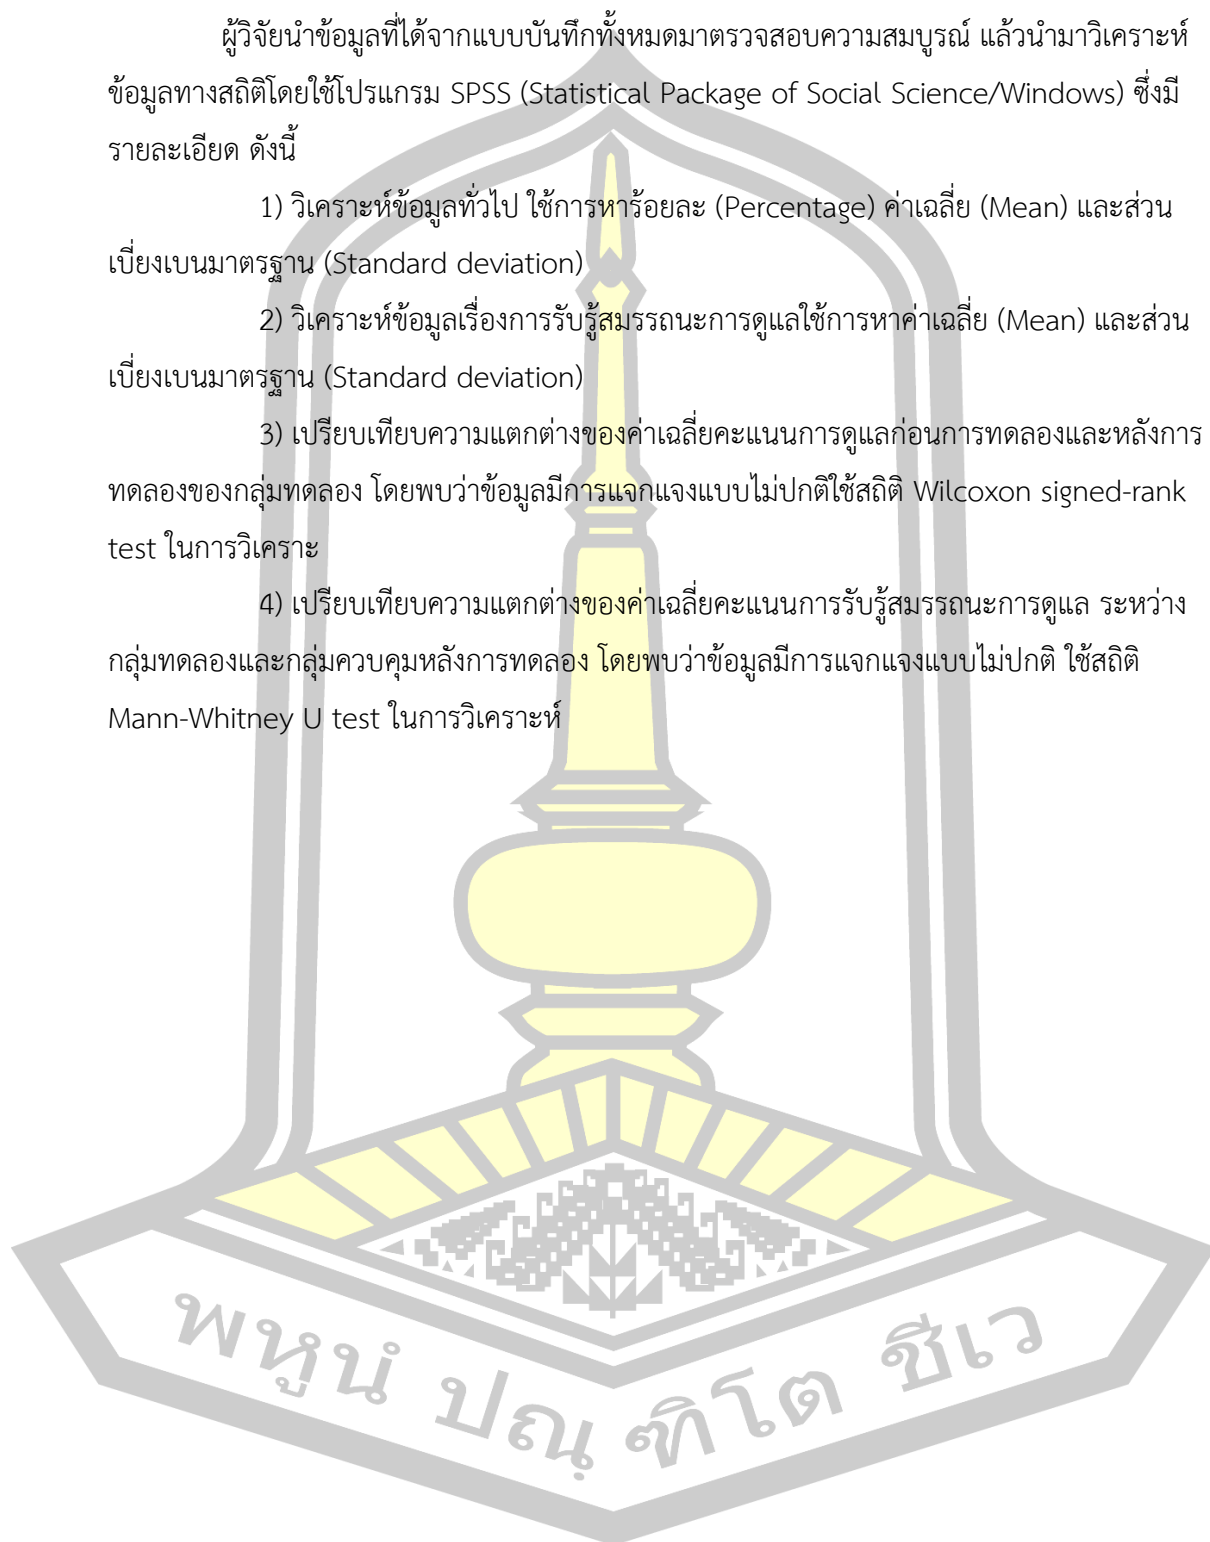 ผู้วิจัยนำข้อมูลที่ได้จากแบบบันทึกทั้งหมดมาตรวจสอบความสมบูรณ์ แล้วนำมาวิเคราะห์
ข้อมูลทางสถิติโดยใช้โปรแกรม SPSS (Statistical Package of Social Science/Windows) ซึ่งมี
รายละเอียด ดังนี้
1) วิเคราะห์ข้อมูลทั่วไป ใช้การหาร้อยละ (Percentage) ค่าเฉลี่ย (Mean) และส่วน
เบี่ยงเบนมาตรฐาน (Standard deviation)
2) วิเคราะห์ข้อมูลเรื่องการรับรู้สมรรถนะการดูแลใช้การหาค่าเฉลี่ย (Mean) และส่วน
เบี่ยงเบนมาตรฐาน (Standard deviation)
3) เปรียบเทียบความแตกต่างของค่าเฉลี่ยคะแนนการดูแลก่อนการทดลองและหลังการ
ทดลองของกลุ่มทดลอง โดยพบว่าข้อมูลมีการแจกแจงแบบไม่ปกติใช้สถิติ Wilcoxon signed-rank
test ในการวิเคราะ
4) เปรียบเทียบความแตกต่างของค่าเฉลี่ยคะแนนการรับรู้สมรรถนะการดูแล ระหว่าง
กลุ่มทดลองและกลุ่มควบคุมหลังการทดลอง โดยพบว่าข้อมูลมีการแจกแจงแบบไม่ปกติ ใช้สถิติ
Mann-Whitney U test ในการวิเคราะห์
พหูนํ ปณฺฑิโต ชีเว